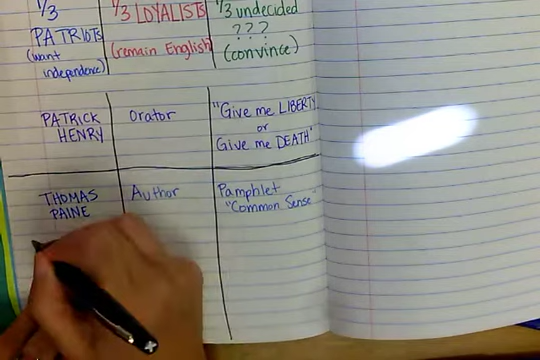 1/3
PATRIOTS
(want
independence)
1/3 LOYALISTS
(remain English)
1/3 undecided
???
(convince)
PATRICK
HENRY
Orator
"Give me LIBERTY
or
Give me DEATH"
THOMAS
PAINE
Author
Pamphlet
"Common Sense"